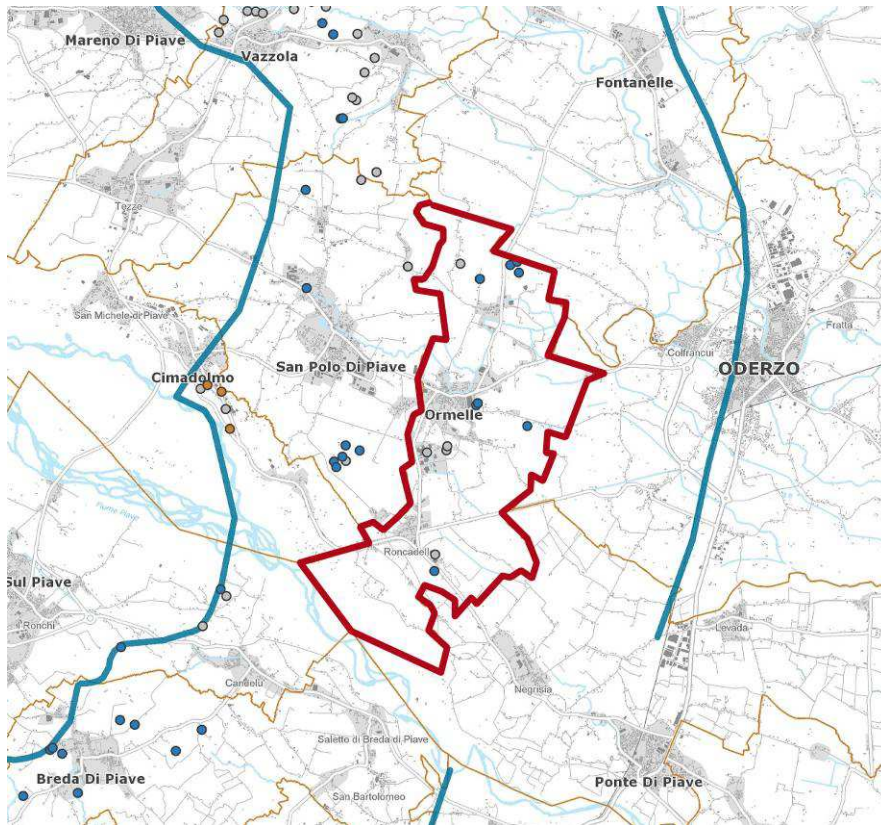 Mareno Di Piave
Vazzola
Fontanelle
Tezze
San Michele di Piave
Fratta
Colfrancui
Cimadolmo
San Polo Di Piave
ODERZO
Ormelle
Fiume Piave
Roncadelle
Sul Piave
Ronchi
Levada
Candelù
Negrisia
Saletto di Breda di Piave
Breda Di Piave
Ponte Di Piave
San Bartolomeo